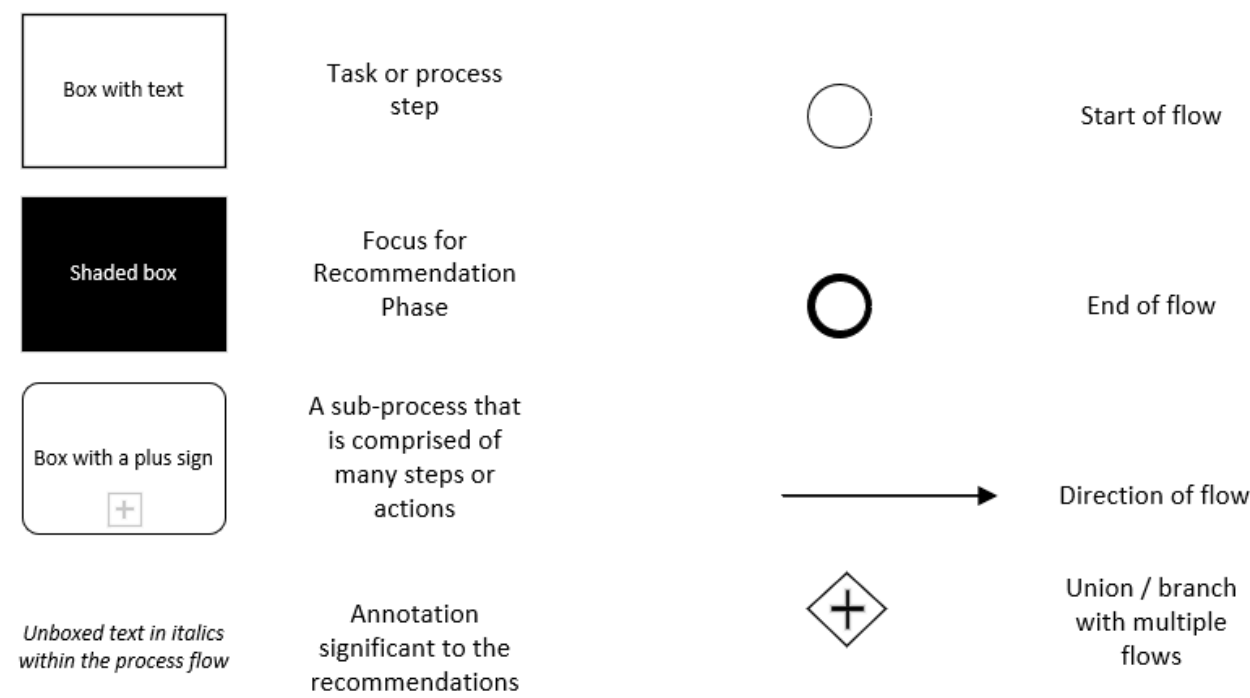 Box with text
Task or process
step
Start of flow
Shaded box
Focus for
Recommendation
Phase
End of flow
Box with a plus sign
A sub-process that
is comprised of
many steps or
actions
Direction of flow
Unboxed text in italics
within the process flow
Annotation
significant to the
recommendations
Union / branch
with multiple
flows